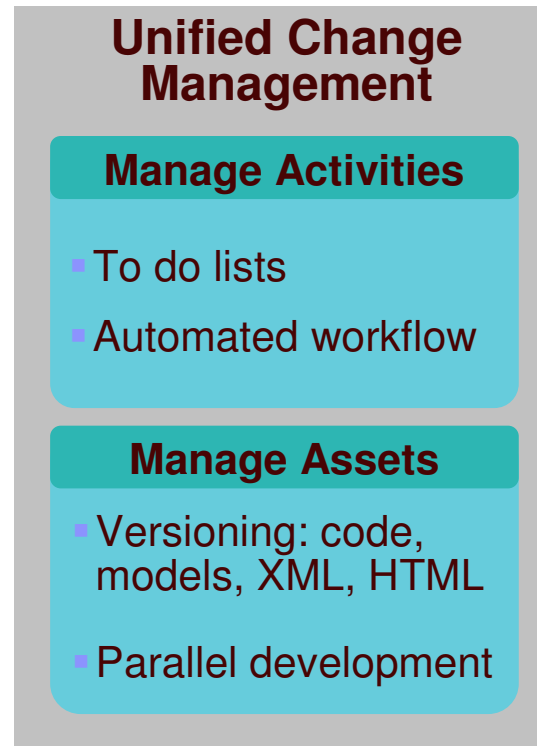 Unified Change
Management
Manage Activities
To do lists
Automated workflow
Manage Assets
Versioning: code,
models, XML, HTML
Parallel development